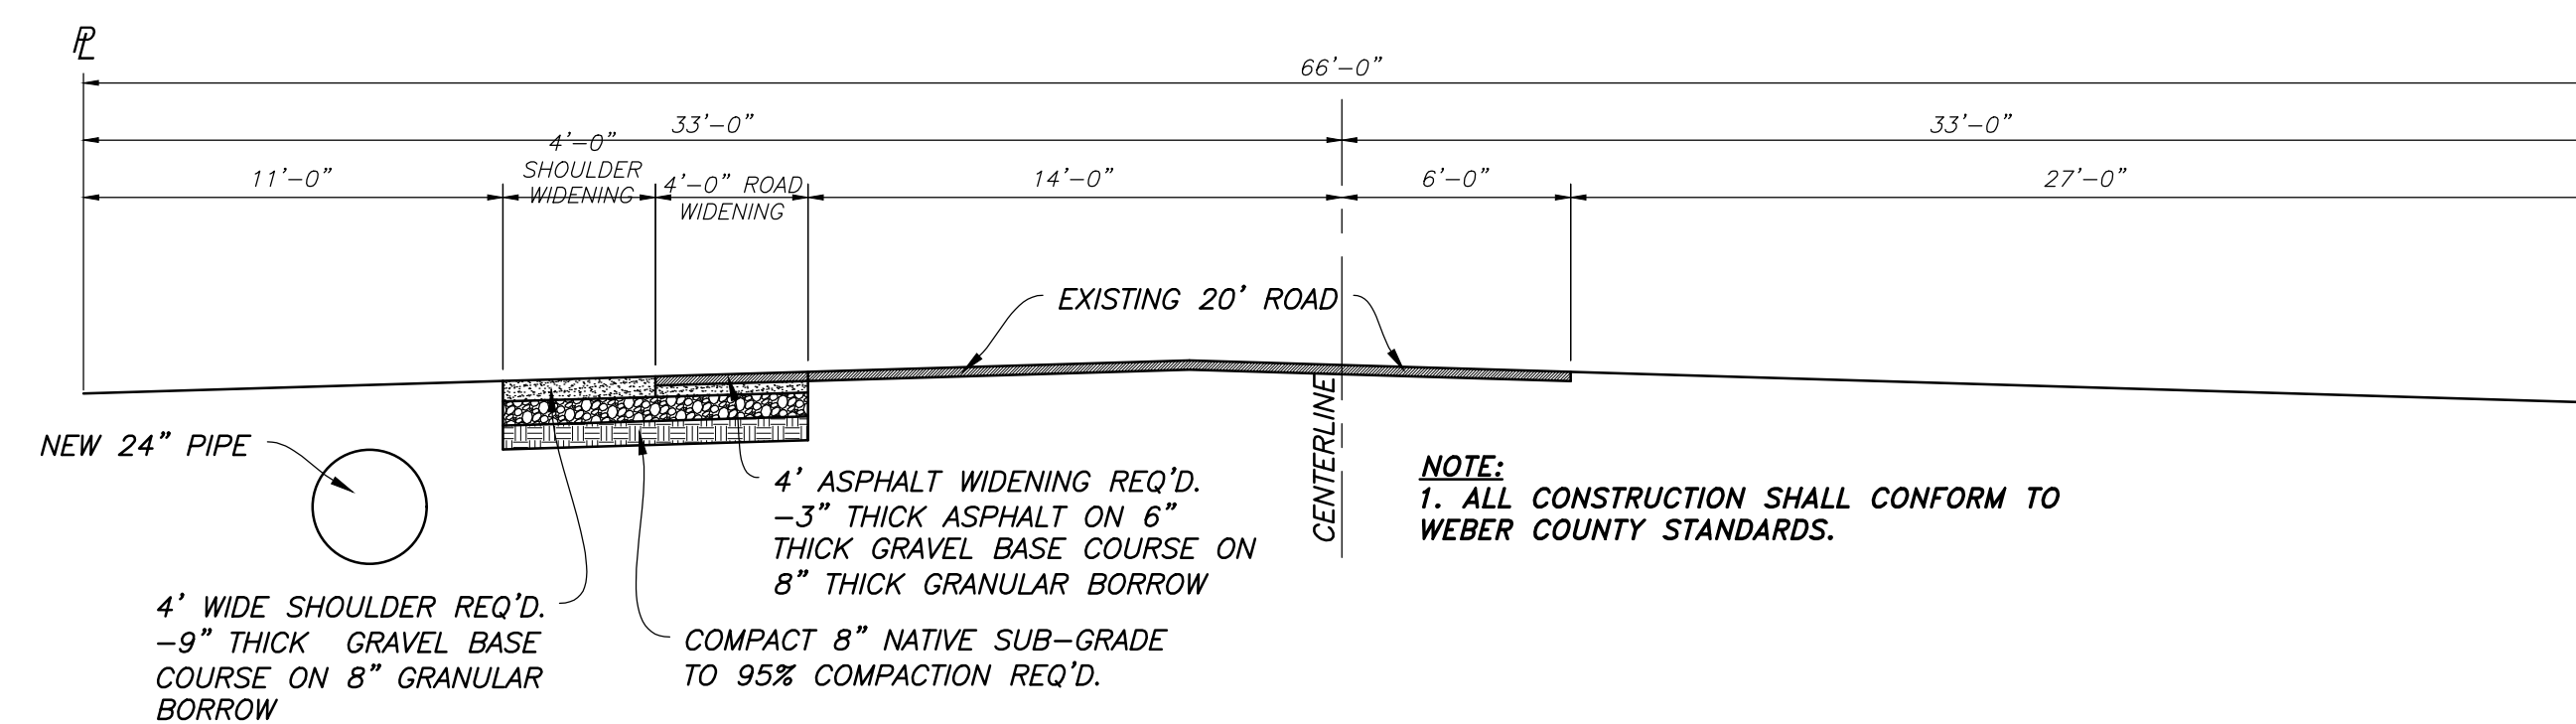 PL
66'-0"
33'-0"
33'-0"
11'-0"
4'-0"
SHOULDER
WIDENING
4'-0" ROAD
WIDENING
14'-0"
6'-0"
27'-0"
EXISTING 20' ROAD
CENTERLINE
NEW 24" PIPE
4' ASPHALT WIDENING REQ'D.
-3" THICK ASPHALT ON 6"
THICK GRAVEL BASE COURSE ON
8" THICK GRANULAR BORROW
NOTE:
1. ALL CONSTRUCTION SHALL CONFORM TO
WEBER COUNTY STANDARDS.
4' WIDE SHOULDER REQ'D.
-9" THICK GRAVEL BASE
COURSE ON 8" GRANULAR
BORROW
COMPACT 8" NATIVE SUB-GRADE
TO 95% COMPACTION REQ'D.